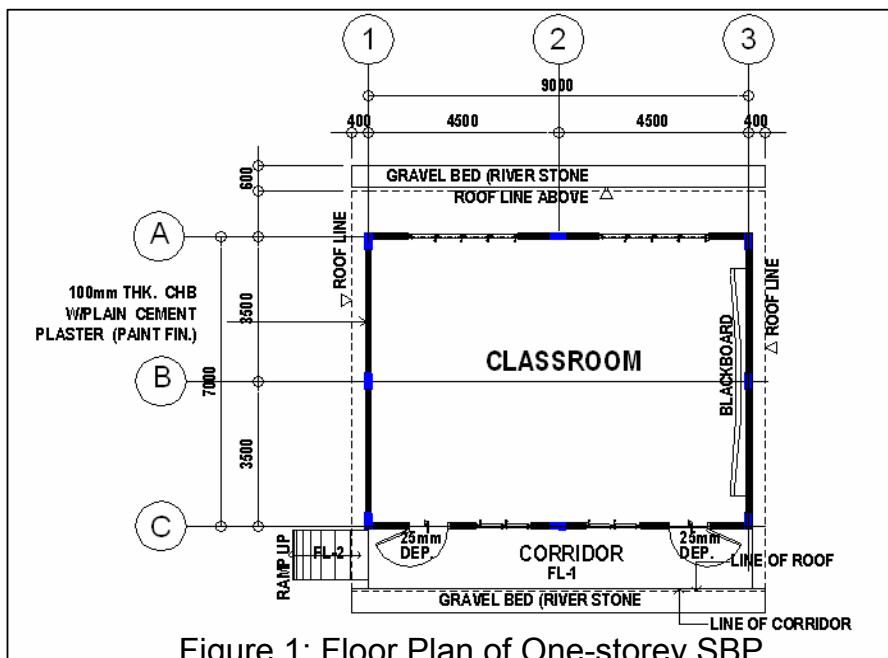 1
2
3
9000
400
4500
4500
400
600
GRAVEL BED (RIVER STONE
ROOF LINE ABOVE
A
ROOF LINE
100mm THK. CHB
W/PLAIN CEMENT
PLASTER (PAINT FIN.)
3500
7000
CLASSROOM
BLACKBOARD
ROOF LINE
B
3500
C
RAMP UP
FL-2
25mm
DEP.
CORRIDOR
FL-1
25mm
DEP.
LINE OF ROOF
GRAVEL BED (RIVER STONE
LINE OF CORRIDOR
Figure 1: Floor Plan of One-storey SBP